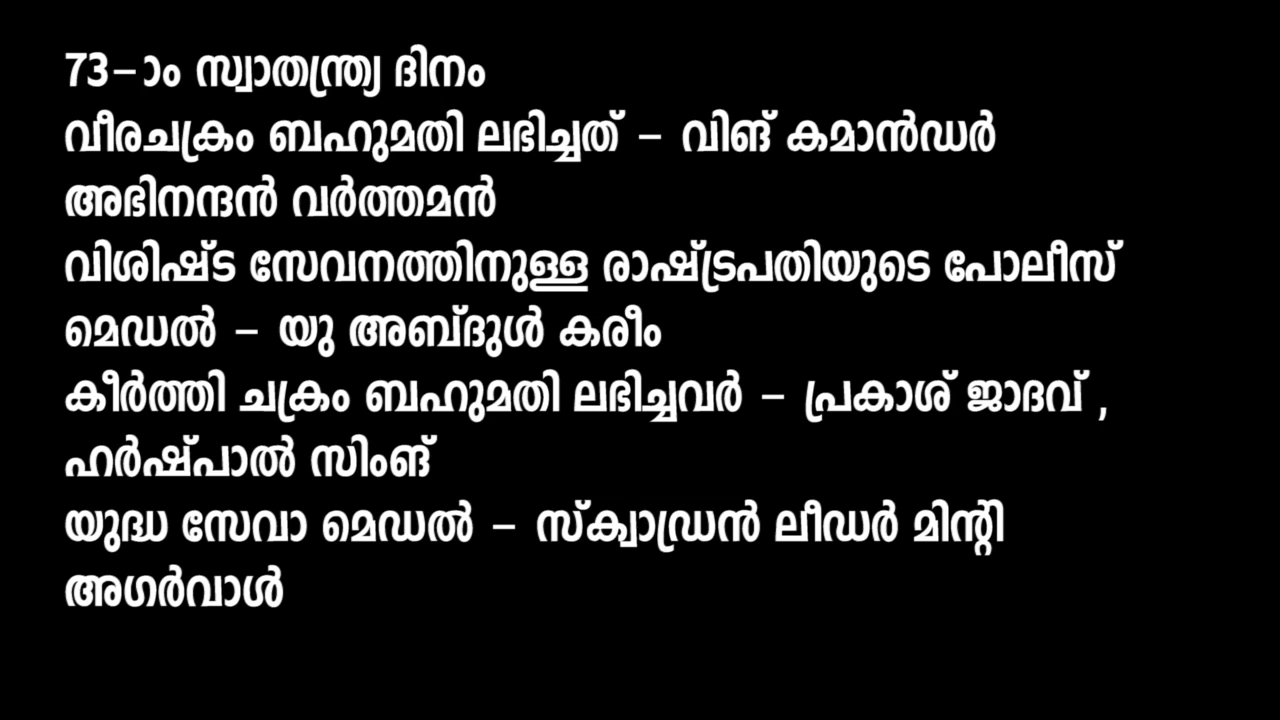 73-ാം സ്വാതന്ത്ര്യ ദിനം
വീരചക്രം ബഹുമതി ലഭിച്ചത് - വിങ് കമാൻഡർ
അഭിനന്ദൻ വർത്തമൻ
വിശിഷ്ട സേവനത്തിനുള്ള രാഷ്ട്രപതിയുടെ പോലീസ്
മെഡൽ - യു അബ്ദുൾ കരീം
കീർത്തി ചക്രം ബഹുമതി ലഭിച്ചവർ - പ്രകാശ് ജാദവ് ,
ഹർഷ്പാൽ സിംങ്
യുദ്ധ സേവാ മെഡൽ - സ്ക്വാഡ്രൻ ലീഡർ മിന്റി
അഗർവാൾ